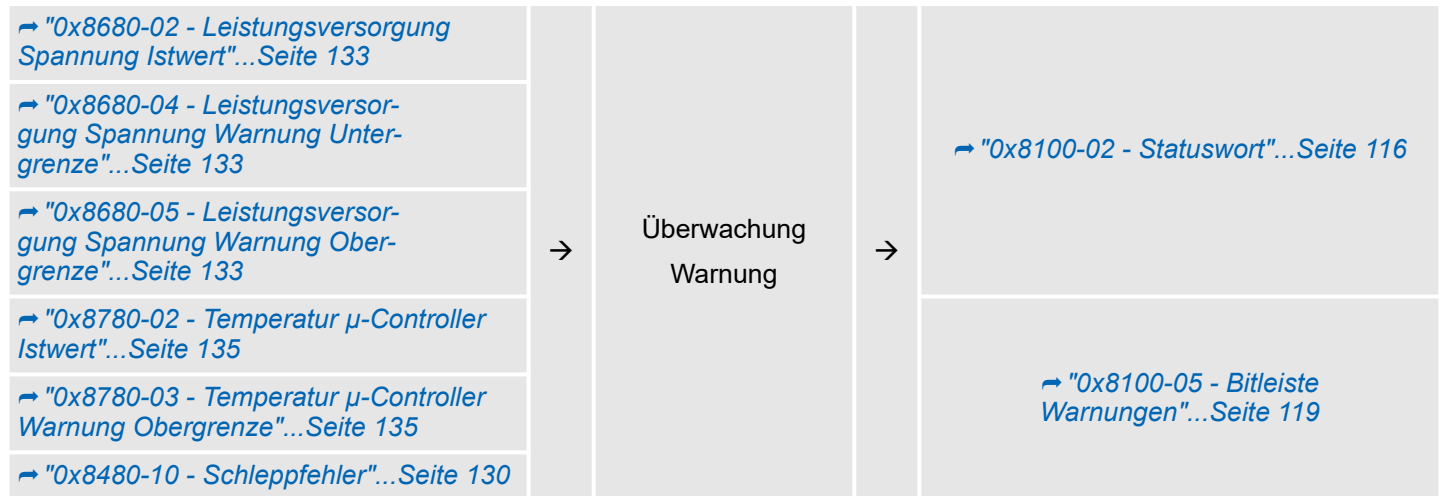 ➦ "0x8680-02 - Leistungsversorgung
Spannung Istwert"...Seite 133
➦ "0x8680-04 - Leistungsversor-
gung Spannung Warnung Unter-
grenze"...Seite 133
➦ "0x8680-05 - Leistungsversor-
gung Spannung Warnung Ober-
grenze"...Seite 133
➦ "0x8780-02 - Temperatur µ-Controller
Istwert"...Seite 135
➦ "0x8780-03 - Temperatur µ-Controller
Warnung Obergrenze"...Seite 135
➦ "0x8480-10 - Schleppfehler"...Seite 130
→
Überwachung
Warnung
→
➦ "0x8100-02 - Statuswort"...Seite 116
➦ "0x8100-05 - Bitleiste
Warnungen"...Seite 119